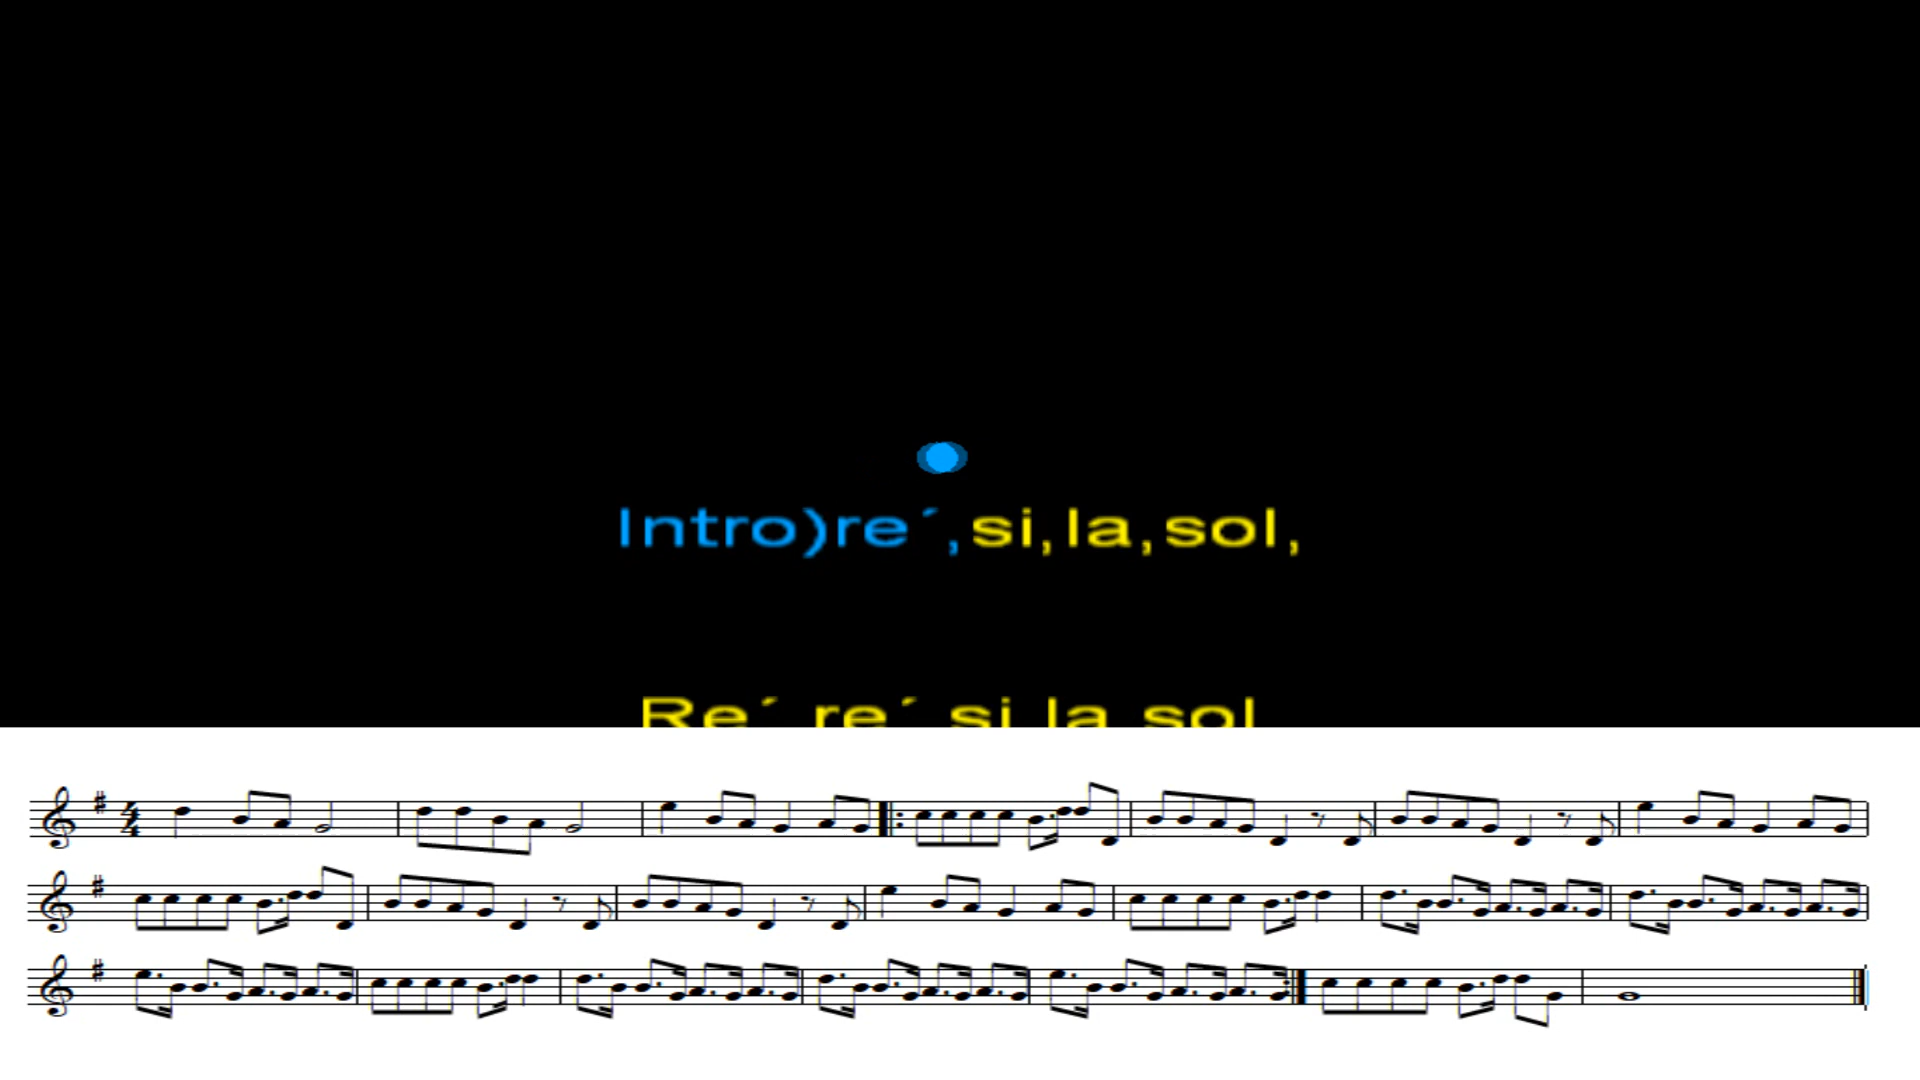 Intro)re´,si,la,sol,
Re´ re´ si la sol